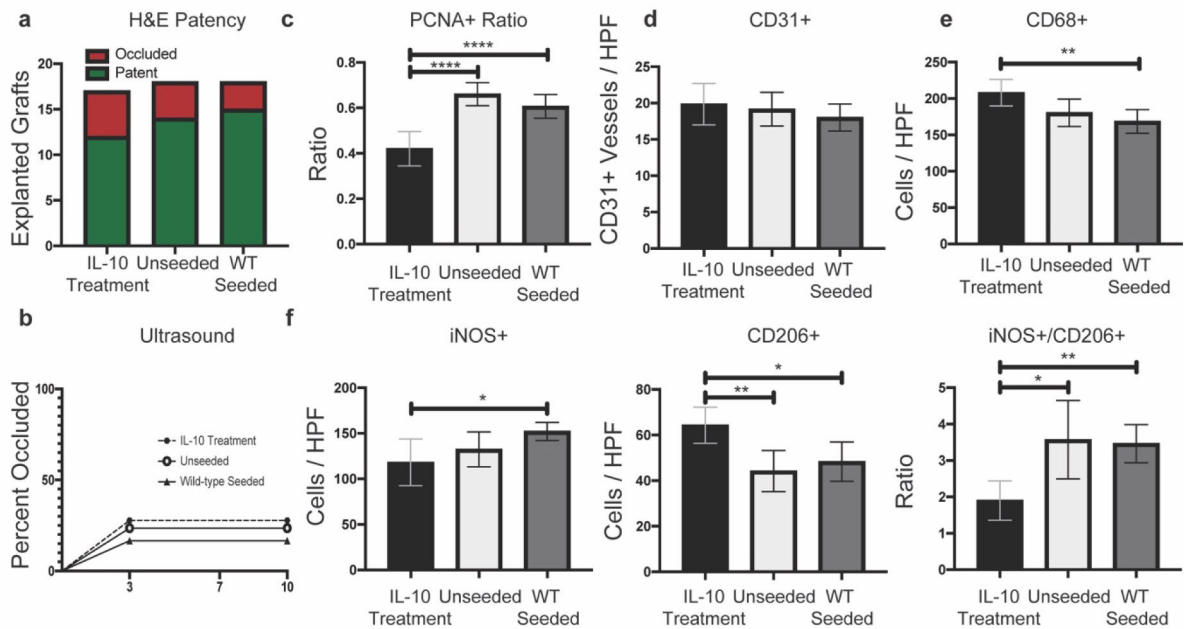 a
H&E Patency
Occluded
Patent
Explanted Grafts
20
15
10
5
0
IL-10
Treatment
Unseeded
WT
Seeded
c
PCNA+ Ratio
****
****
Ratio
0.8
0.6
0.4
0.2
0.0
IL-10
Treatment
Unseeded
WT
Seeded
d
CD31+
CD31+ Vessels / HPF
25
20
15
10
5
0
IL-10
Treatment
Unseeded
WT
Seeded
e
CD68+
**
Cells / HPF
250
200
150
100
50
0
IL-10
Treatment
Unseeded
WT
Seeded
b
Ultrasound
Percent Occluded
100
50
0
3
7
10
IL-10 Treatment
Unseeded
Wild-type Seeded
f
iNOS+
*
Cells / HPF
200
150
100
50
0
IL-10
Treatment
Unseeded
WT
Seeded
CD206+
*
**
Cells / HPF
80
60
40
20
0
IL-10
Treatment
Unseeded
WT
Seeded
iNOS+/CD206+
**
*
Ratio
5
4
3
2
1
0
IL-10
Treatment
Unseeded
WT
Seeded